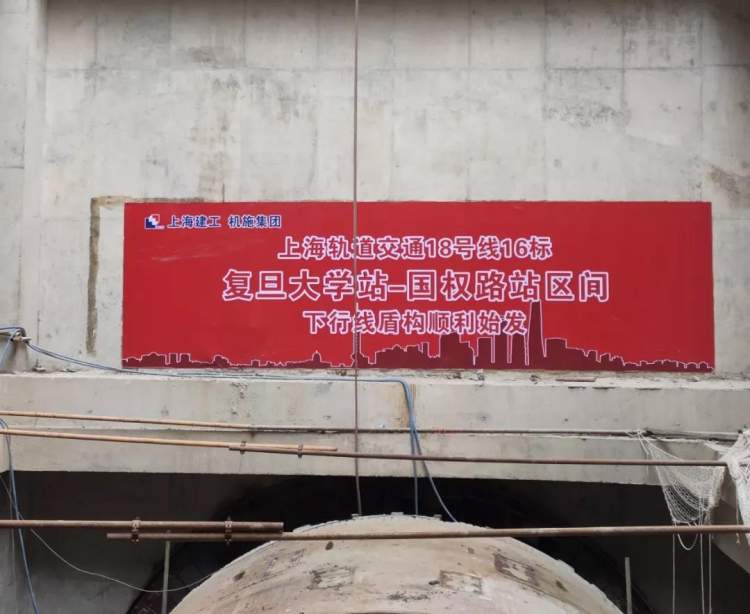 上海建工 机施集团
上海轨道交通18号线16标
复旦大学站-国权路站区间
下行线盾构顺利始发